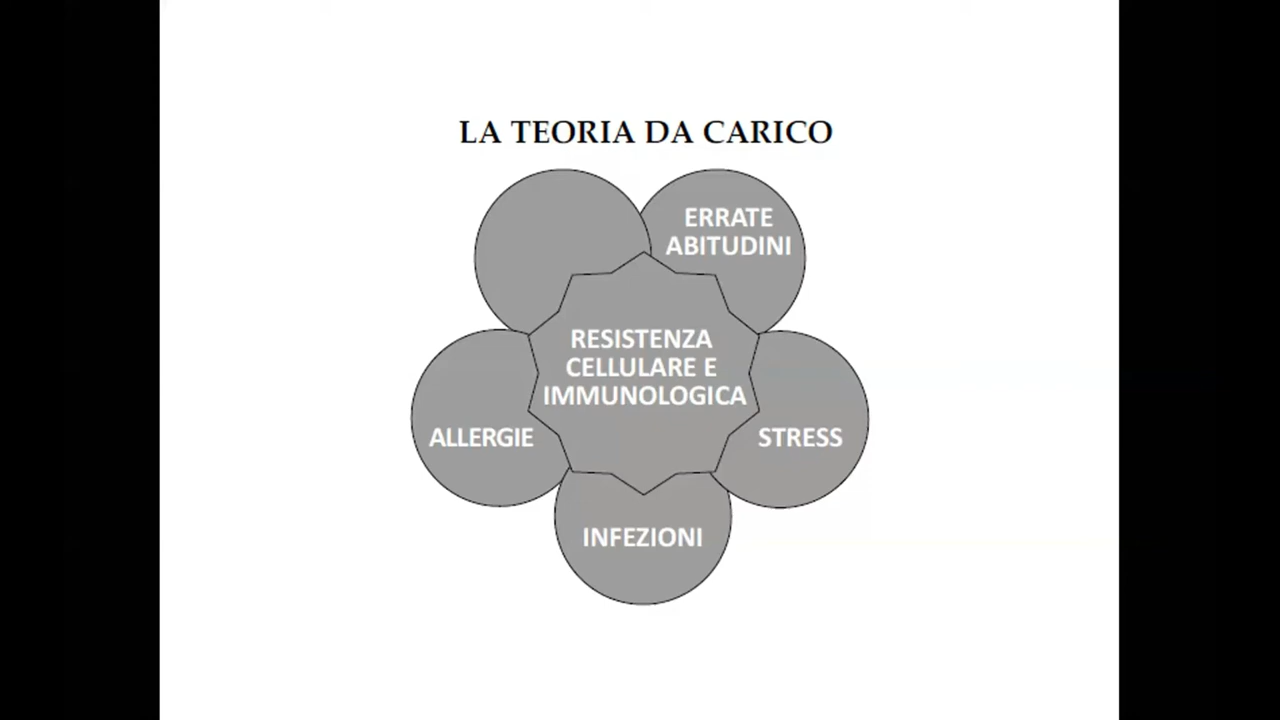 LA TEORIA DA CARICO
ERRATE
ABITUDINI
RESISTENZA
CELLULARE E
IMMUNOLOGICA
ALLERGIE
STRESS
INFEZIONI